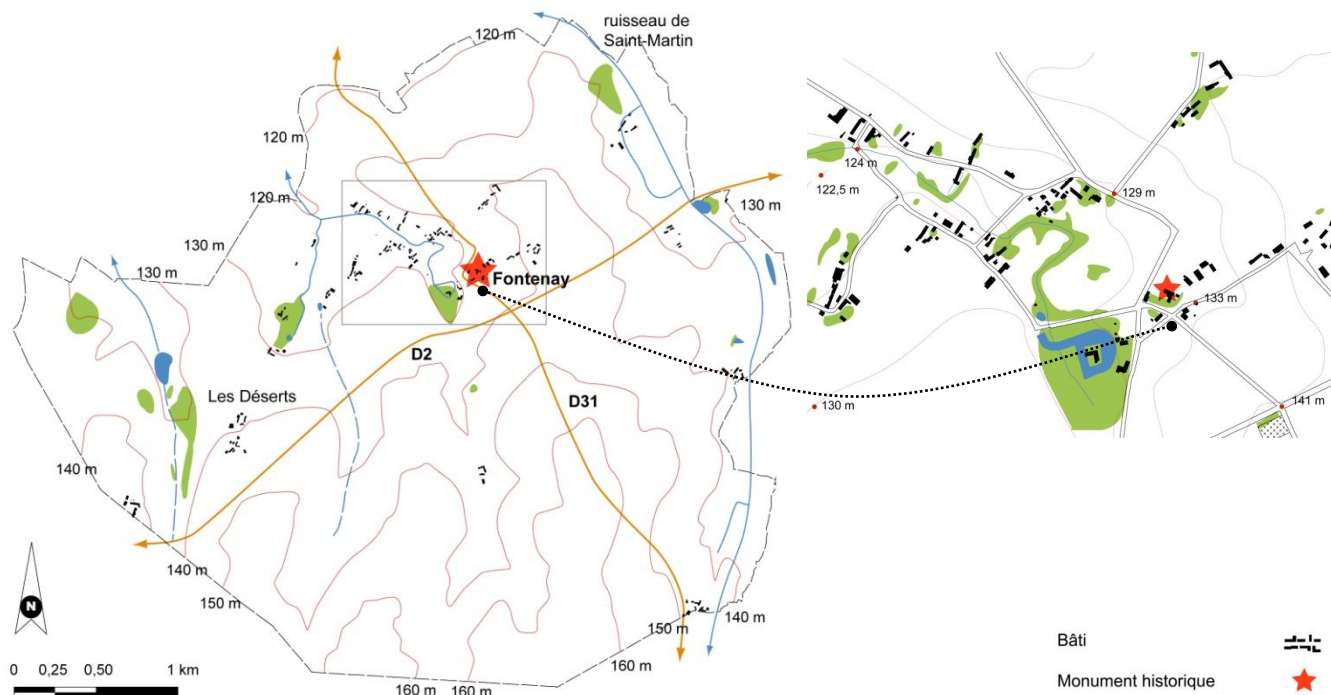 ruisseau de
Saint-Martin
120 m
120 m
120 m
130 m
130 m
130 m
Fontenay
D2
D31
Les Déserts
140 m
140 m
150 m
160 m
160 m
160 m
150 m
140 m
N
0 0,25 0,50 1 km
124 m
122,5 m
129 m
133 m
130 m
141 m
Bâti
Monument historique